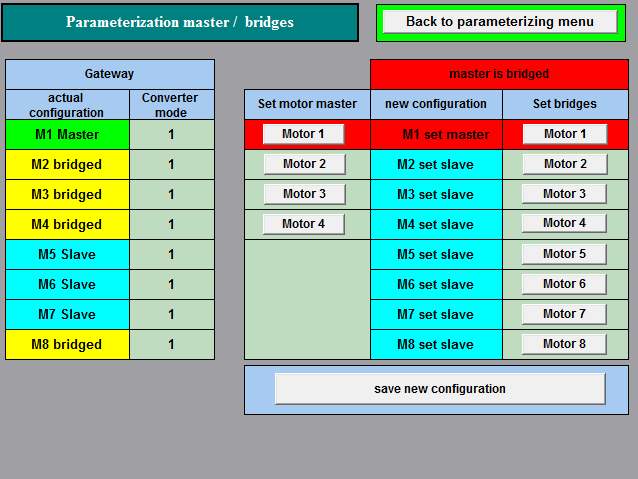 Parameterization master / bridges
Back to parameterizing menu
Gateway
master is bridged
actual configuration
Converter mode
Set motor master
new configuration
Set bridges
M1 Master 1 Motor 1 M1 set master Motor 1
M2 bridged 1 Motor 2 M2 set slave Motor 2
M3 bridged 1 Motor 3 M3 set slave Motor 3
M4 bridged 1 Motor 4 M4 set slave Motor 4
M5 Slave 1 M5 set slave Motor 5
M6 Slave 1 M6 set slave Motor 6
M7 Slave 1 M7 set slave Motor 7
M8 bridged 1 M8 set slave Motor 8
save new configuration